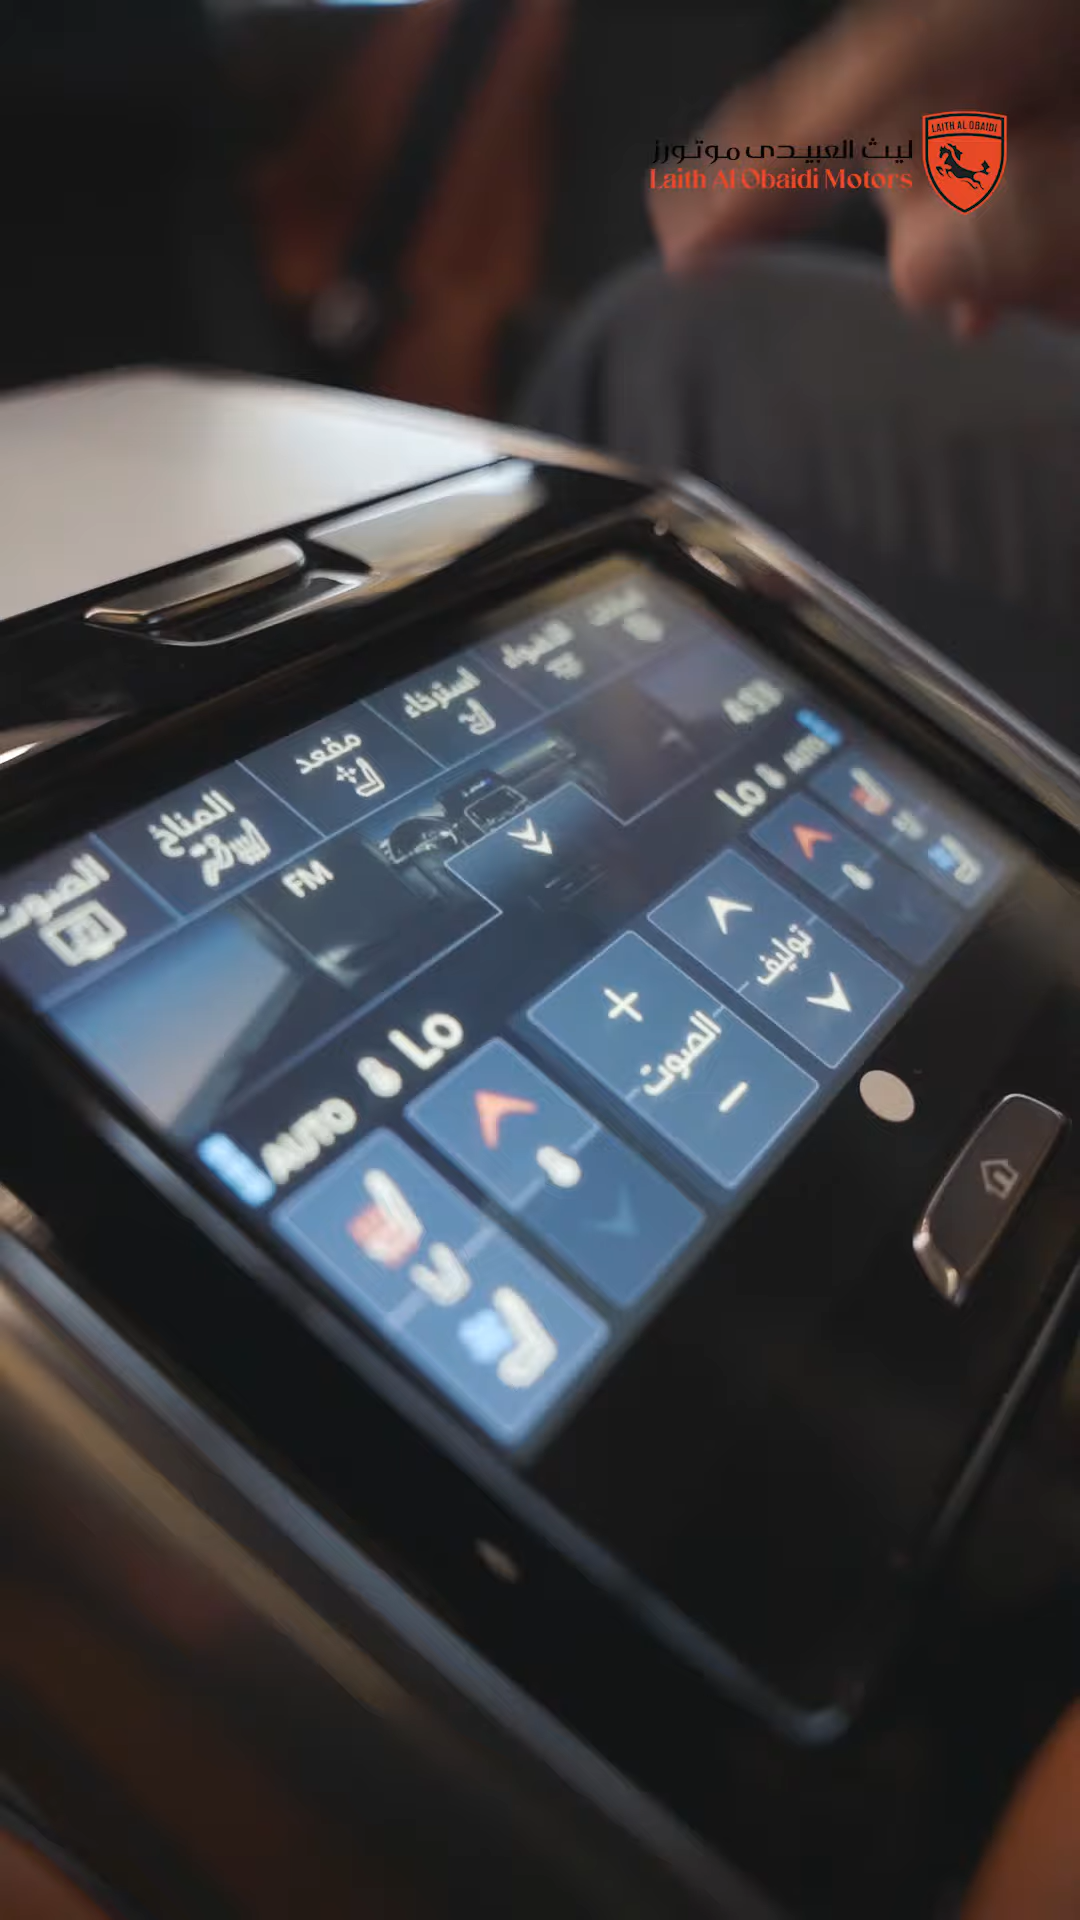 ليث العبيدي موتورز
Laith Al Obaidi Motors
LAITH AL OBAIDI
الأضواء
استرخاء
مقعد
المناخ
الصوت
FM
Lo
AUTO
توليف
الصوت
Lo
AUTO